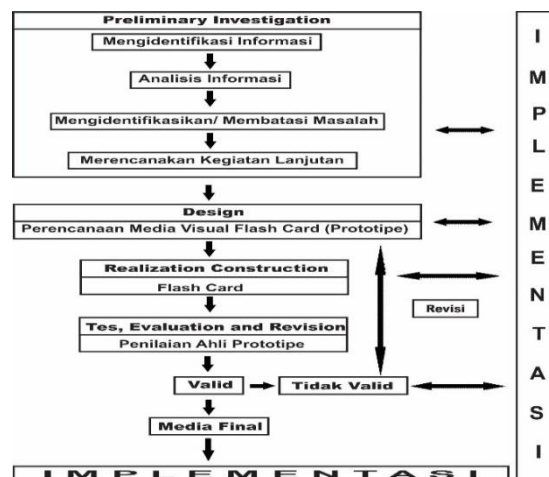 Preliminary Investigation
Mengidentifikasi Informasi
Analisis Informasi
Mengidentifikasikan/ Membatasi Masalah
Merencanakan Kegiatan Lanjutan
Design
Perencanaan Media Visual Flash Card (Prototipe)
Realization Construction
Flash Card
Revisi
Tes, Evaluation and Revision
Penilaian Ahli Prototipe
Valid
Tidak Valid
Media Final
IMPLEMENTASI
I
M
P
L
E
M
E
N
T
A
S
I